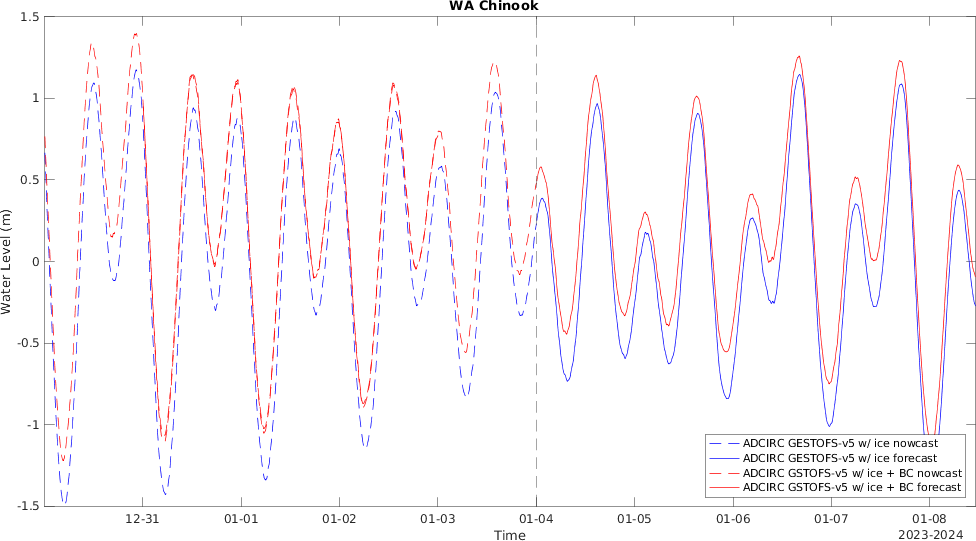 WA Chinook
1.5
1
0.5
0
-0.5
-1
-1.5
Water Level (m)
12-31
01-01
01-02
01-03
01-04
01-05
01-06
01-07
01-08
Time
2023-2024
ADCIRC GESTOFS-v5 w/ ice nowcast
ADCIRC GESTOFS-v5 w/ ice forecast
ADCIRC GSTOFS-v5 w/ ice + BC nowcast
ADCIRC GSTOFS-v5 w/ ice + BC forecast